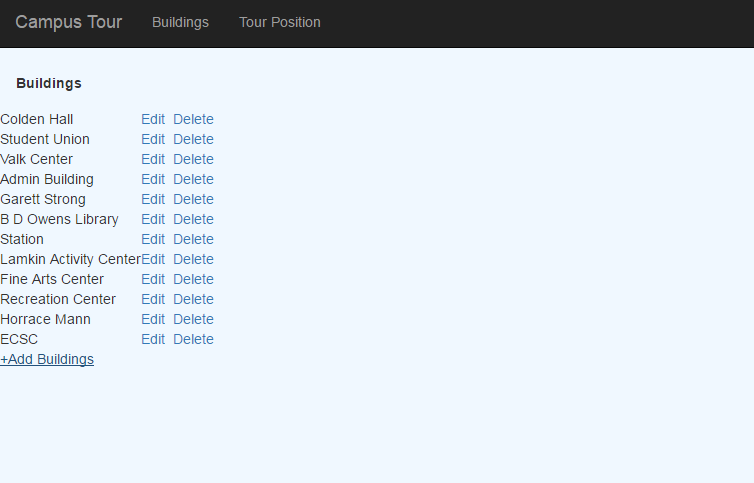 Campus Tour Buildings Tour Position
Buildings
Colden Hall Edit Delete
Student Union Edit Delete
Valk Center Edit Delete
Admin Building Edit Delete
Garett Strong Edit Delete
B D Owens Library Edit Delete
Station Edit Delete
Lamkin Activity Center Edit Delete
Fine Arts Center Edit Delete
Recreation Center Edit Delete
Horrace Mann Edit Delete
ECSC Edit Delete
+Add Buildings